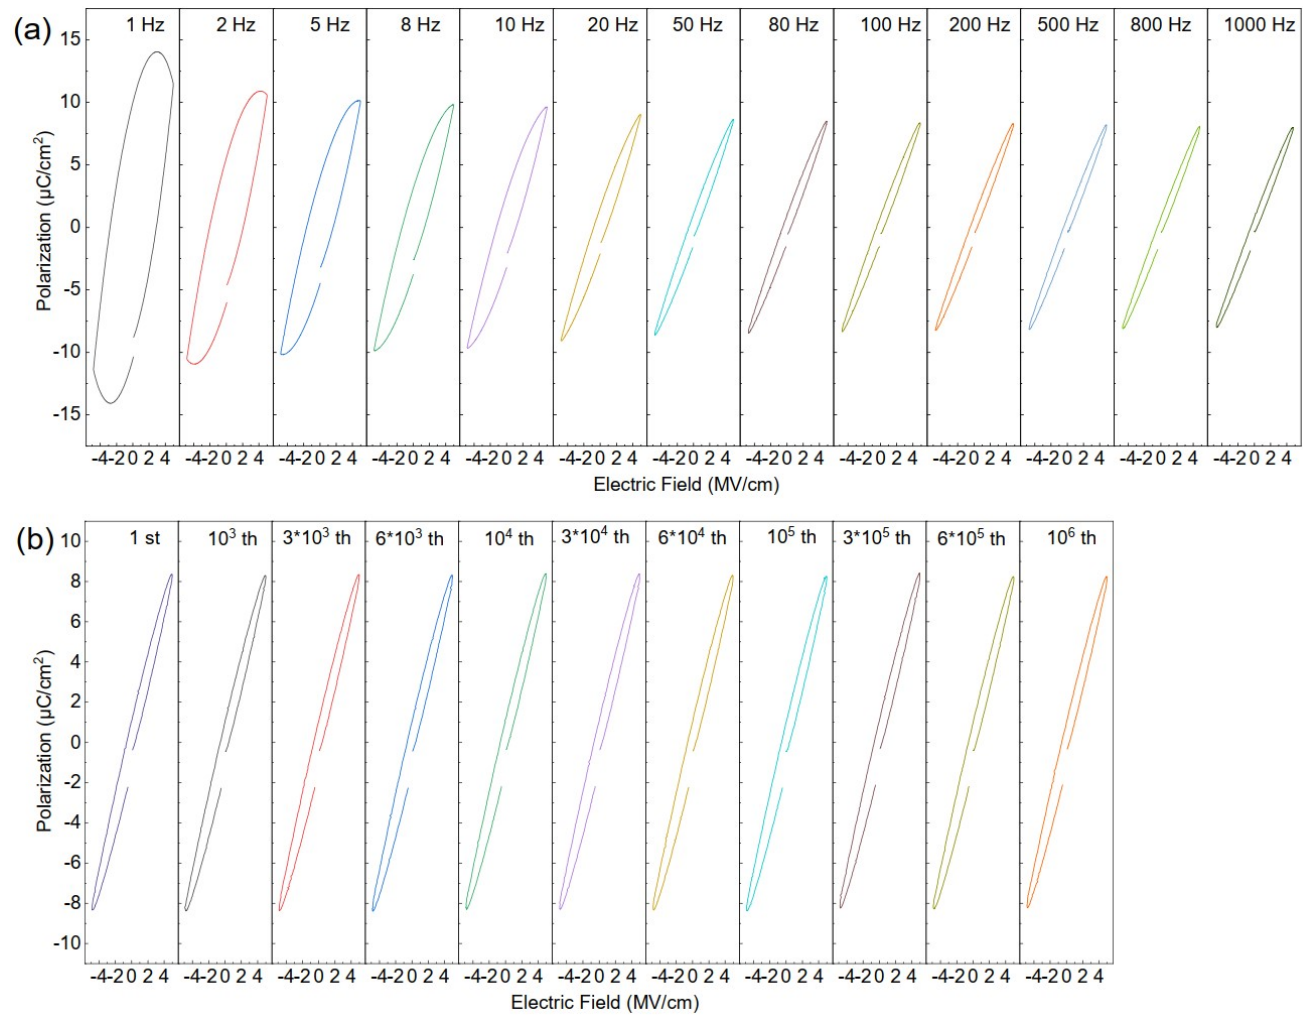 (a)
1 Hz 2 Hz 5 Hz 8 Hz 10 Hz 20 Hz 50 Hz 80 Hz 100 Hz 200 Hz 500 Hz 800 Hz 1000 Hz
15
10
5
0
-5
-10
-15
Polarization (µC/cm²)
-4-20 2 4 -4-20 2 4 -4-20 2 4 -4-20 2 4 -4-20 2 4 -4-20 2 4 -4-20 2 4 -4-20 2 4 -4-20 2 4 -4-20 2 4 -4-20 2 4 -4-20 2 4 -4-20 2 4
Electric Field (MV/cm)
(b)
1 st 10³ th 3*10³ th 6*10³ th 10⁴ th 3*10⁴ th 6*10⁴ th 10⁵ th 3*10⁵ th 6*10⁵ th 10⁶ th
10
8
6
4
2
0
-2
-4
-6
-8
-10
Polarization (µC/cm²)
-4-20 2 4 -4-20 2 4 -4-20 2 4 -4-20 2 4 -4-20 2 4 -4-20 2 4 -4-20 2 4 -4-20 2 4 -4-20 2 4 -4-20 2 4 -4-20 2 4
Electric Field (MV/cm)